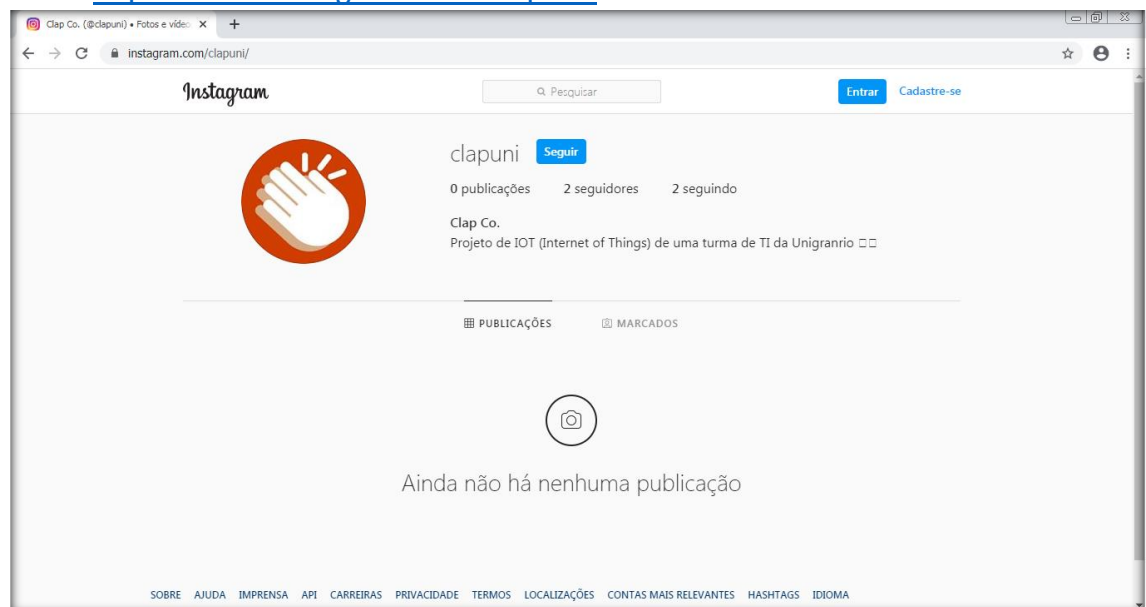 Clap Co. (@clapuni) • Fotos e víde
instagram.com/clapuni/
Instagram
Pesquisar
Entrar
Cadastre-se
clapuni
Seguir
0 publicações 2 seguidores 2 seguindo
Clap Co.
Projeto de IOT (Internet of Things) de uma turma de TI da Unigranrio □□
PUBLICAÇÕES MARCADOS
Ainda não há nenhuma publicação
SOBRE AJUDA IMPRENSA API CARREIRAS PRIVACIDADE TERMOS LOCALIZAÇÕES CONTAS MAIS RELEVANTES HASHTAGS IDIOMA